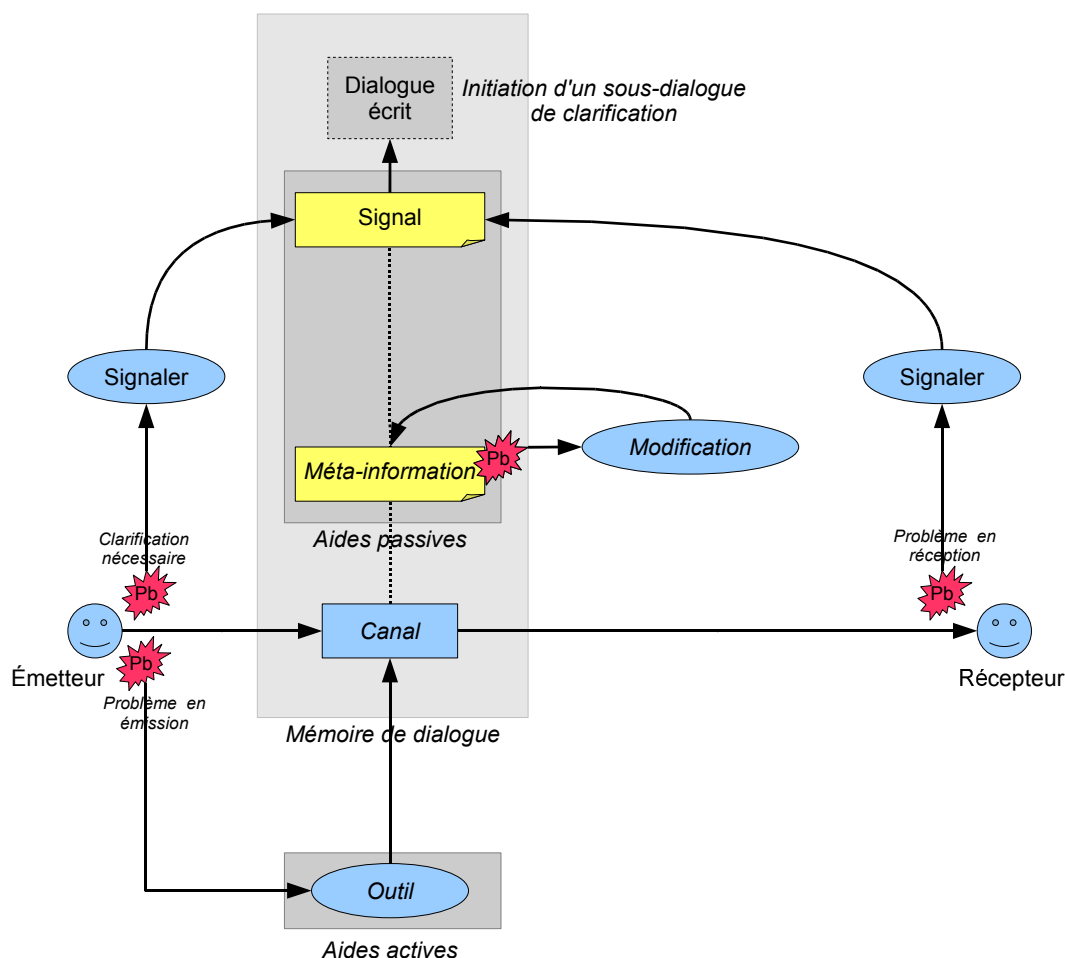 Dialogue
écrit
Initiation d'un sous-dialogue
de clarification
Signal
Signaler
Signaler
Modification
Méta-information
Pb
Aides passives
Clarification
nécessaire
Problème en
réception
Pb
Pb
Canal
Émetteur
Pb
Récepteur
Problème en
émission
Mémoire de dialogue
Outil
Aides actives